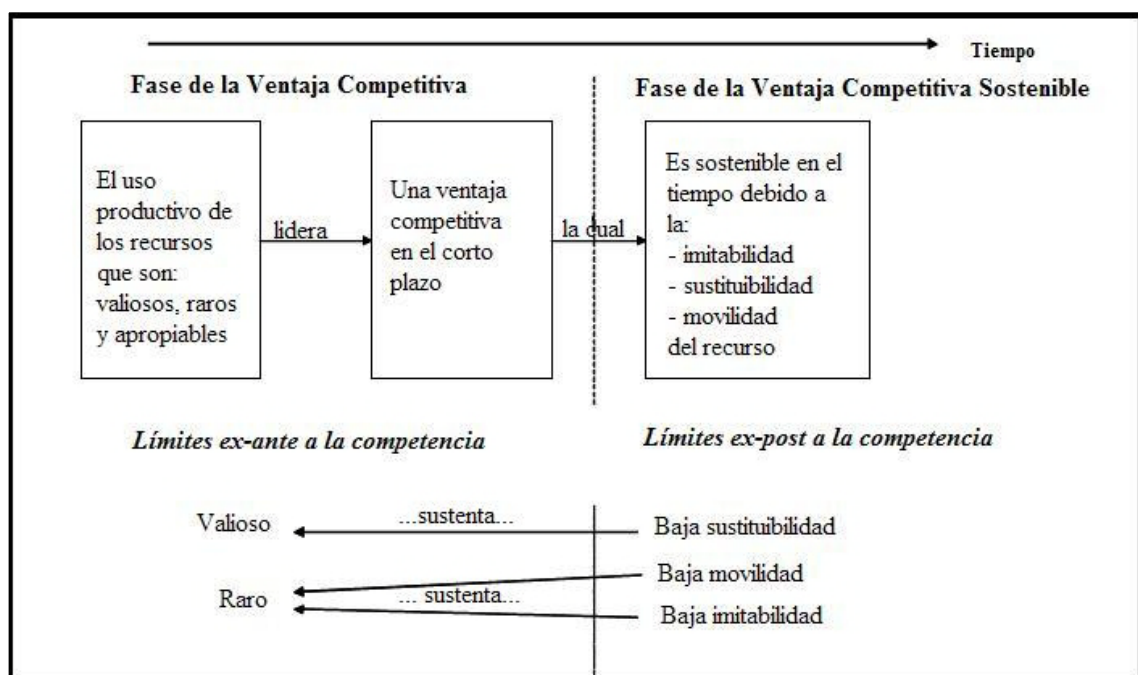 Tiempo
Fase de la Ventaja Competitiva
Fase de la Ventaja Competitiva Sostenible
El uso
productivo de
los recursos
que son:
valiosos, raros
y apropiables
lidera
Una ventaja
competitiva
en el corto
plazo
la cual
Es sostenible en el
tiempo debido a
la:
- imitabilidad
- sustituibilidad
- movilidad
del recurso
Límites ex-ante a la competencia
Límites ex-post a la competencia
Valioso
...sustenta...
Baja sustituibilidad
Baja movilidad
Raro
... sustenta...
Baja imitabilidad